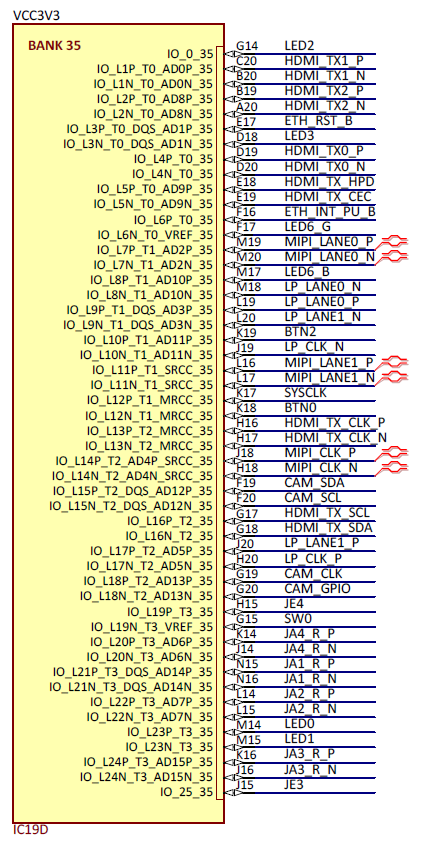 VCC3V3
BANK 35
IO_0_35 G14 LED2
IO_L1P_T0_AD0P_35 C20 HDMI_TX1_P
IO_L1N_T0_AD0N_35 B20 HDMI_TX1_N
IO_L2P_T0_AD8P_35 B19 HDMI_TX2_P
IO_L2N_T0_AD8N_35 A20 HDMI_TX2_N
IO_L3P_T0_DQS_AD1P_35 E17 ETH_RST_B
IO_L3N_T0_DQS_AD1N_35 D18 LED3
IO_L4P_T0_35 D19 HDMI_TX0_P
IO_L4N_T0_35 D20 HDMI_TX0_N
IO_L5P_T0_AD9P_35 E18 HDMI_TX_HPD
IO_L5N_T0_AD9N_35 E19 HDMI_TX_CEC
IO_L6P_T0_35 F16 ETH_INT_PU_B
IO_L6N_T0_VREF_35 F17 LED6_G
IO_L7P_T1_AD2P_35 M19 MIPI_LANE0_P
IO_L7N_T1_AD2N_35 M20 MIPI_LANE0_N
IO_L8P_T1_AD10P_35 M17 LED6_B
IO_L8N_T1_AD10N_35 M18 LP_LANE0_N
IO_L9P_T1_DQS_AD3P_35 L19 LP_LANE0_P
IO_L9N_T1_DQS_AD3N_35 L20 LP_LANE1_N
IO_L10P_T1_AD11P_35 K19 BTN2
IO_L10N_T1_AD11N_35 J19 LP_CLK_N
IO_L11P_T1_SRCC_35 L16 MIPI_LANE1_P
IO_L11N_T1_SRCC_35 L17 MIPI_LANE1_N
IO_L12P_T1_MRCC_35 K17 SYSCLK
IO_L12N_T1_MRCC_35 K18 BTN0
IO_L13P_T2_MRCC_35 H16 HDMI_TX_CLK_P
IO_L13N_T2_MRCC_35 H17 HDMI_TX_CLK_N
IO_L14P_T2_AD4P_SRCC_35 J18 MIPI_CLK_P
IO_L14N_T2_AD4N_SRCC_35 H18 MIPI_CLK_N
IO_L15P_T2_DQS_AD12P_35 F19 CAM_SDA
IO_L15N_T2_DQS_AD12N_35 F20 CAM_SCL
IO_L16P_T2_35 G17 HDMI_TX_SCL
IO_L16N_T2_35 G18 HDMI_TX_SDA
IO_L17P_T2_AD5P_35 J20 LP_LANE1_P
IO_L17N_T2_AD5N_35 H20 LP_CLK_P
IO_L18P_T2_AD13P_35 G19 CAM_CLK
IO_L18N_T2_AD13N_35 G20 CAM_GPIO
IO_L19P_T3_35 H15 JE4
IO_L19N_T3_VREF_35 G15 SW0
IO_L20P_T3_AD6P_35 K14 JA4_R_P
IO_L20N_T3_AD6N_35 J14 JA4_R_N
IO_L21P_T3_DQS_AD14P_35 N15 JA1_R_P
IO_L21N_T3_DQS_AD14N_35 N16 JA1_R_N
IO_L22P_T3_AD7P_35 L14 JA2_R_P
IO_L22N_T3_AD7N_35 L15 JA2_R_N
IO_L23P_T3_35 M14 LED0
IO_L23N_T3_35 M15 LED1
IO_L24P_T3_AD15P_35 K16 JA3_R_P
IO_L24N_T3_AD15N_35 J16 JA3_R_N
IO_25_35 J15 JE3
IC19D